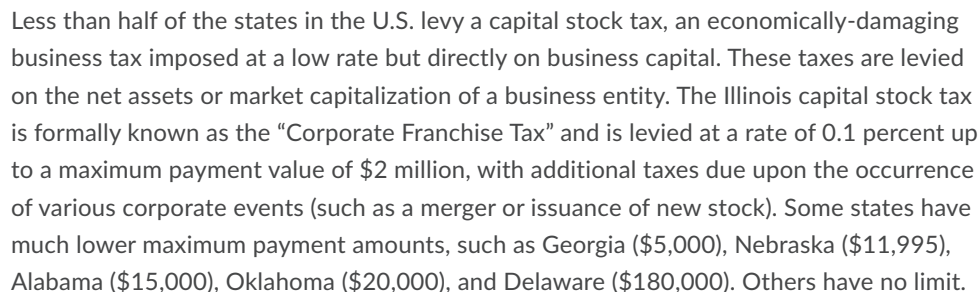 Less than half of the states in the U.S. levy a capital stock tax, an economically-damaging
business tax imposed at a low rate but directly on business capital. These taxes are levied
on the net assets or market capitalization of a business entity. The Illinois capital stock tax
is formally known as the “Corporate Franchise Tax” and is levied at a rate of 0.1 percent up
to a maximum payment value of $2 million, with additional taxes due upon the occurrence
of various corporate events (such as a merger or issuance of new stock). Some states have
much lower maximum payment amounts, such as Georgia ($5,000), Nebraska ($11,995),
Alabama ($15,000), Oklahoma ($20,000), and Delaware ($180,000). Others have no limit.